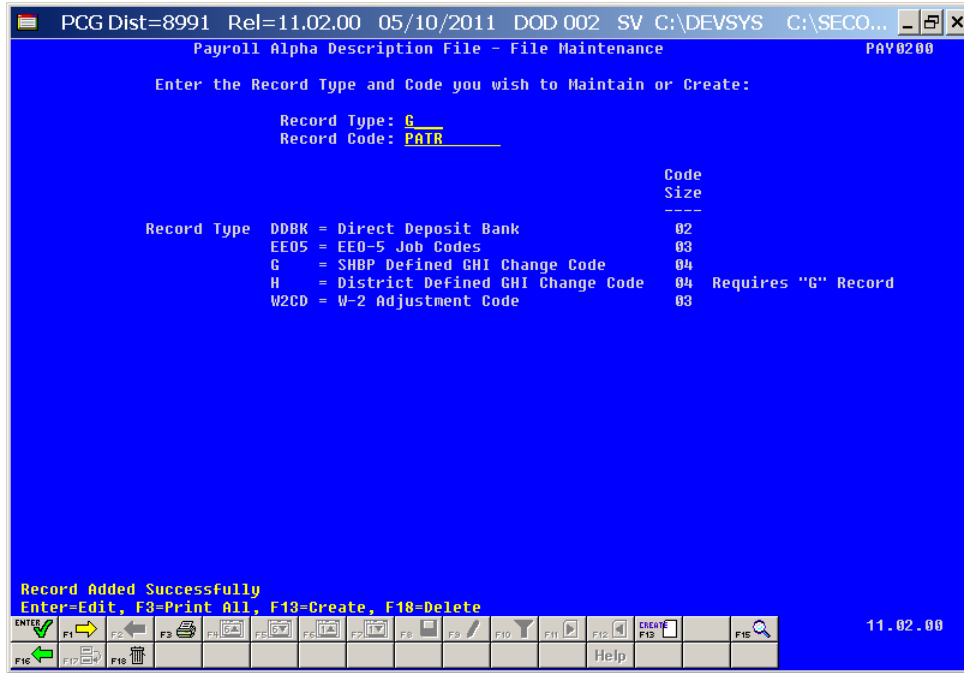 PCG Dist=8991 Rel=11.02.00 05/10/2011 DOD 002 SV C:\DEVSYS C:\SECO...
Payroll Alpha Description File - File Maintenance PAY0200
Enter the Record Type and Code you wish to Maintain or Create:
Record Type: G___
Record Code: PATR
Code
Size
----
Record Type DDBK = Direct Deposit Bank 02
EEO5 = EEO-5 Job Codes 03
G = SHBP Defined GHI Change Code 04
H = District Defined GHI Change Code 04 Requires "G" Record
W2CD = W-2 Adjustment Code 03
Record Added Successfully
Enter=Edit, F3=Print All, F13=Create, F18=Delete
ENTER F1 F2 F3 F4 F5 F6 F7 F8 F9 F10 F11 F12 CREATE F13 F15 11.02.00
F16 F17 F18 Help